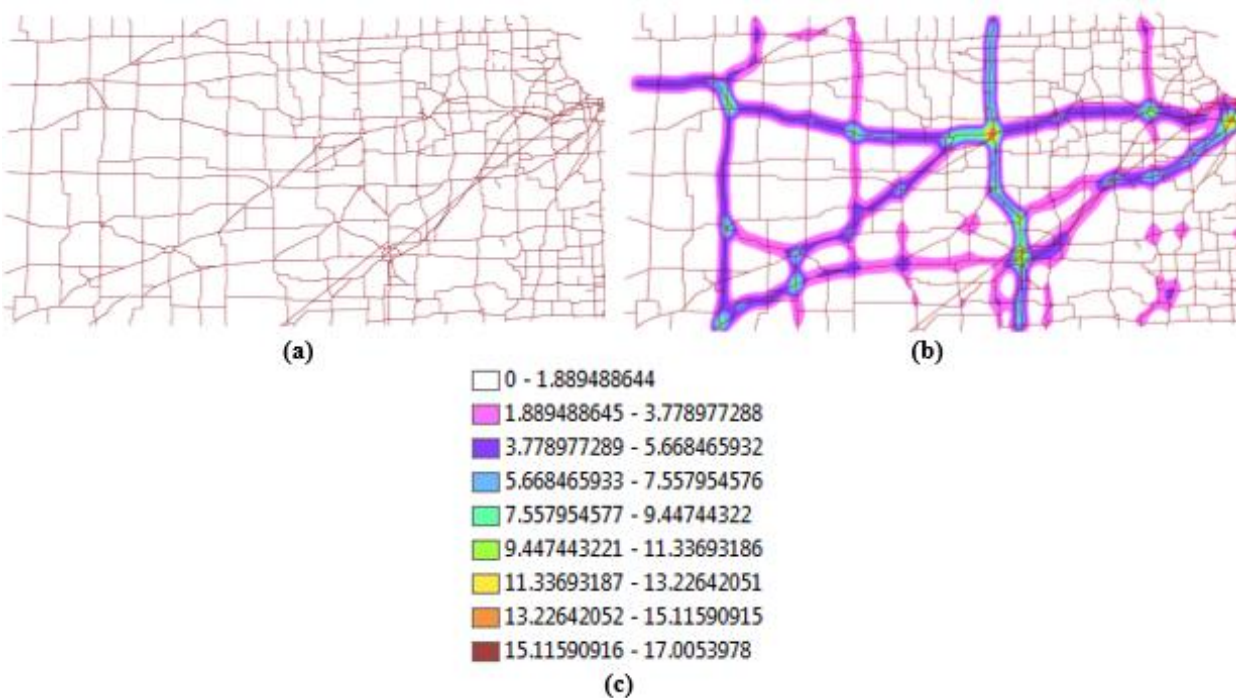 (a)
(b)
0 - 1.889488644
1.889488645 - 3.778977288
3.778977289 - 5.668465932
5.668465933 - 7.557954576
7.557954577 - 9.44744322
9.447443221 - 11.33693186
11.33693187 - 13.22642051
13.22642052 - 15.11590915
15.11590916 - 17.0053978
(c)